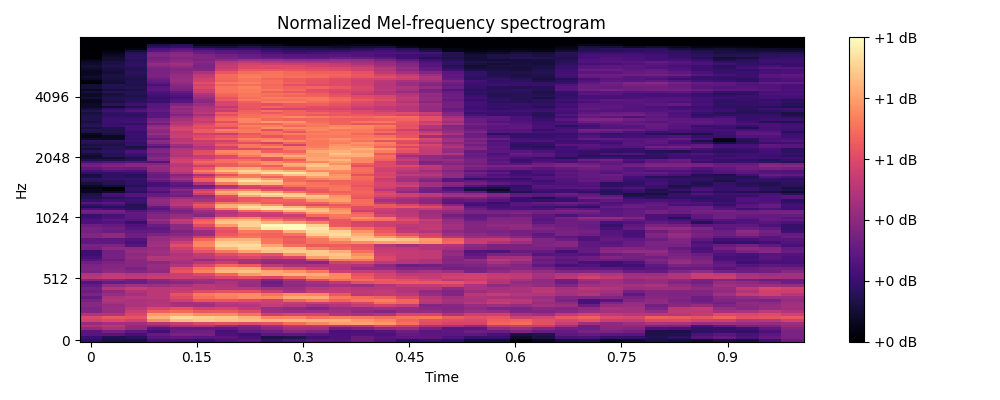 Normalized Mel-frequency spectrogram
Hz
4096
2048
1024
512
0
0 0.15 0.3 0.45 0.6 0.75 0.9
Time
+1 dB
+1 dB
+1 dB
+0 dB
+0 dB
+0 dB